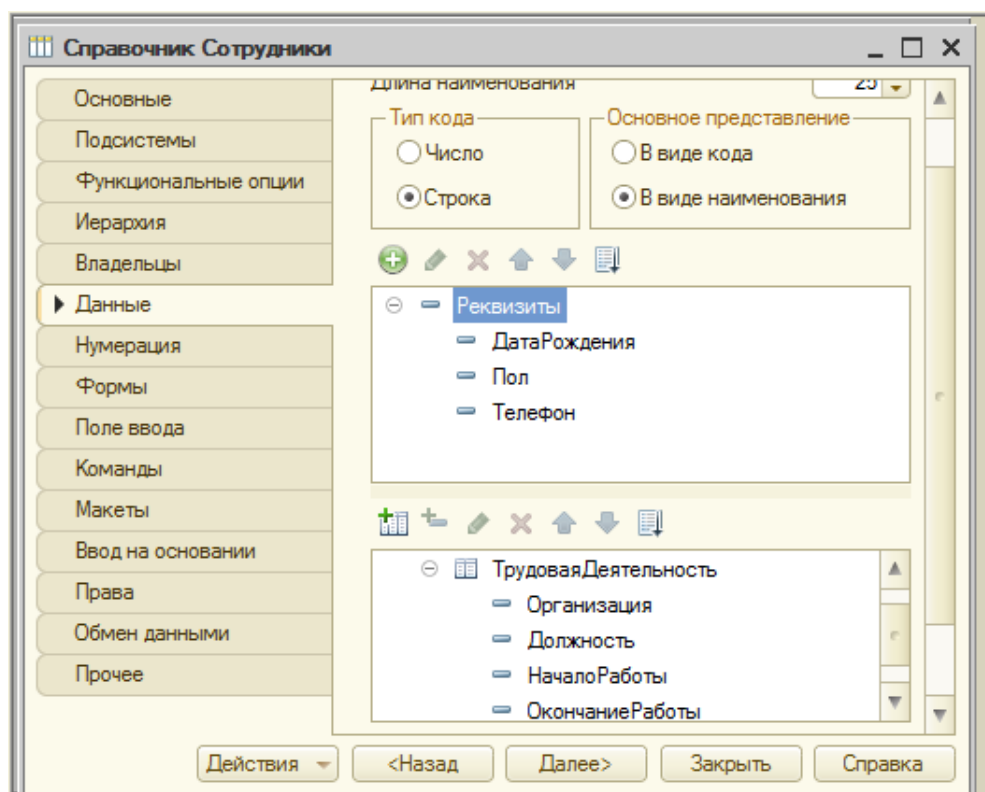 Справочник Сотрудники
Основные
Подсистемы
Функциональные опции
Иерархия
Владельцы
Данные
Нумерация
Формы
Поле ввода
Команды
Макеты
Ввод на основании
Права
Обмен данными
Прочее
Длина наименования 25
Тип кода
Число
Строка
Основное представление
В виде кода
В виде наименования
Реквизиты
ДатаРождения
Пол
Телефон
ТрудоваяДеятельность
Организация
Должность
НачалоРаботы
ОкончаниеРаботы
Действия <Назад Далее> Закрыть Справка